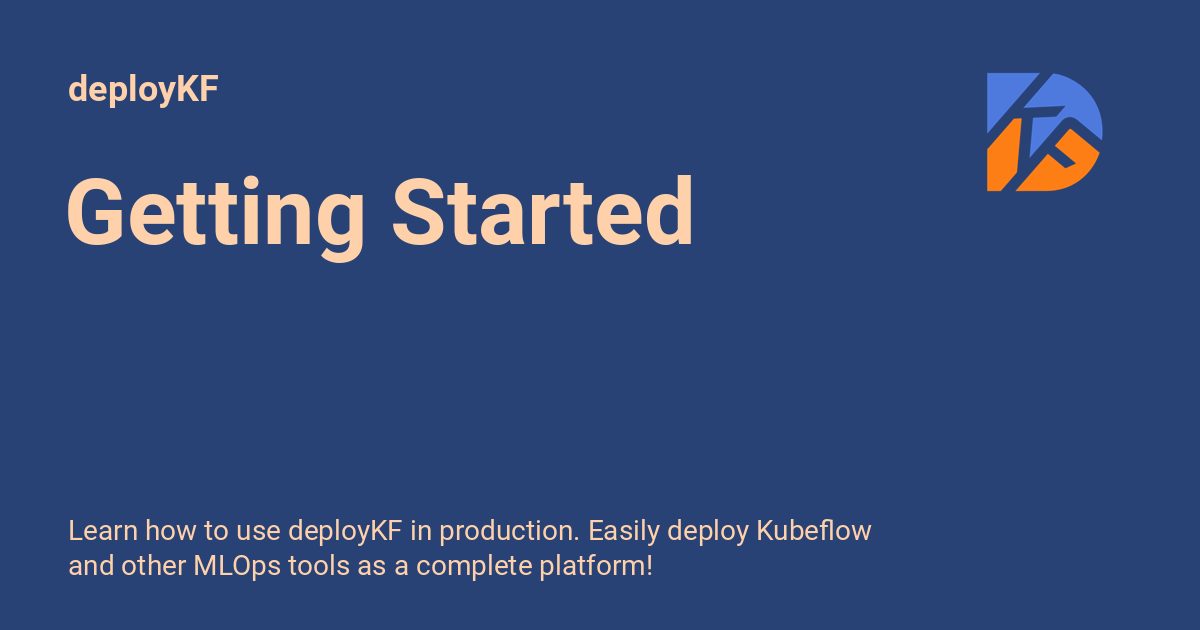 deployKF
Getting Started
Learn how to use deployKF in production. Easily deploy Kubeflow
and other MLOps tools as a complete platform!